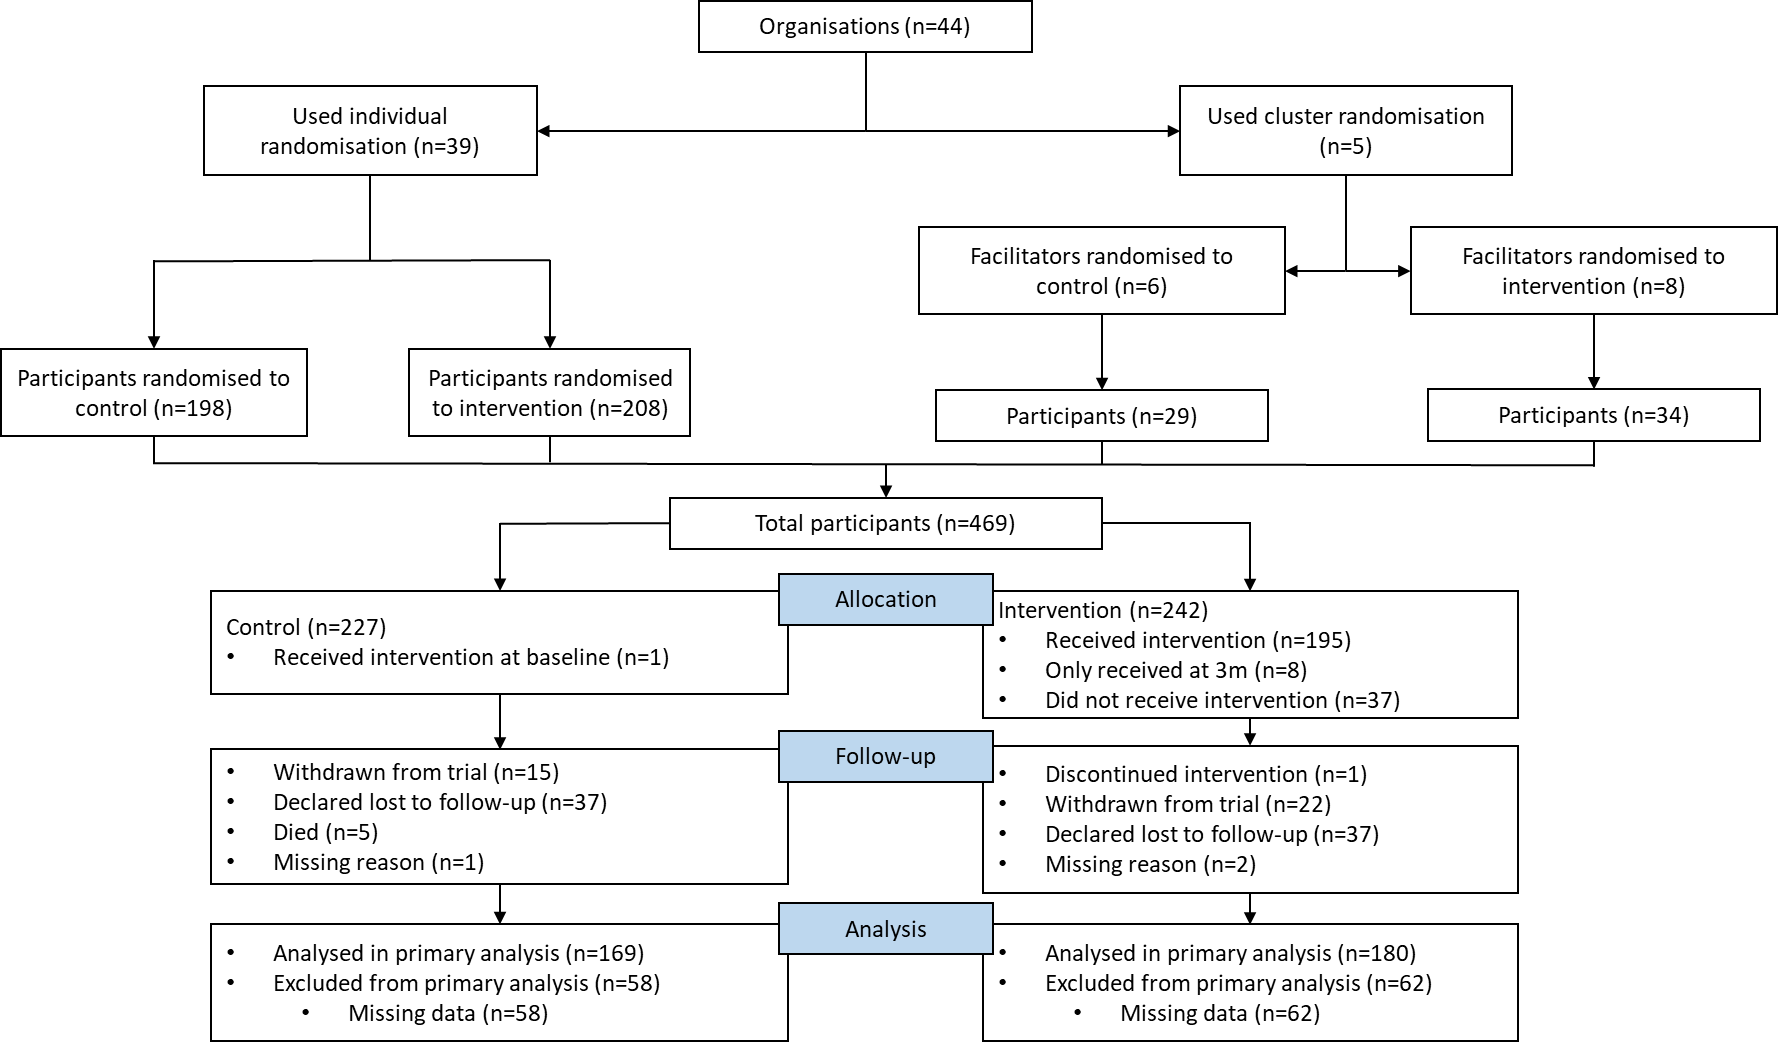 Organisations (n=44)
Used individual
randomisation (n=39)
Used cluster randomisation
(n=5)
Facilitators randomised to
control (n=6)
Facilitators randomised to
intervention (n=8)
Participants randomised to
control (n=198)
Participants randomised
to intervention (n=208)
Participants (n=29)
Participants (n=34)
Total participants (n=469)
Allocation
Control (n=227)
• Received intervention at baseline (n=1)
Intervention (n=242)
• Received intervention (n=195)
• Only received at 3m (n=8)
• Did not receive intervention (n=37)
Follow-up
• Withdrawn from trial (n=15)
• Declared lost to follow-up (n=37)
• Died (n=5)
• Missing reason (n=1)
• Discontinued intervention (n=1)
• Withdrawn from trial (n=22)
• Declared lost to follow-up (n=37)
• Missing reason (n=2)
Analysis
• Analysed in primary analysis (n=169)
• Excluded from primary analysis (n=58)
• Missing data (n=58)
• Analysed in primary analysis (n=180)
• Excluded from primary analysis (n=62)
• Missing data (n=62)